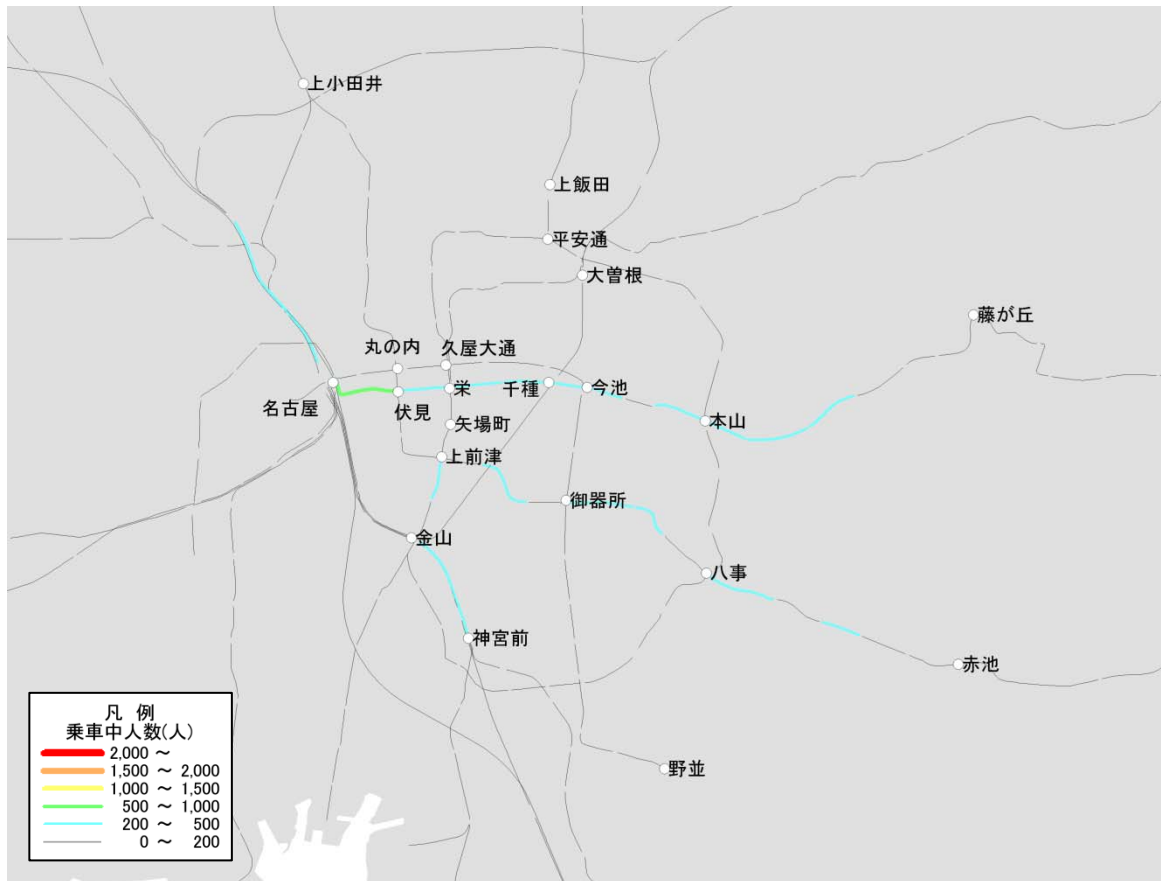 上小田井
上飯田
平安通
大曽根
藤が丘
丸の内
久屋大通
名古屋
伏見
栄
千種
今池
本山
矢場町
上前津
御器所
金山
八事
神宮前
赤池
野並
凡 例
乗車中人数(人)
2,000 ～
1,500 ～ 2,000
1,000 ～ 1,500
500 ～ 1,000
200 ～ 500
0 ～ 200